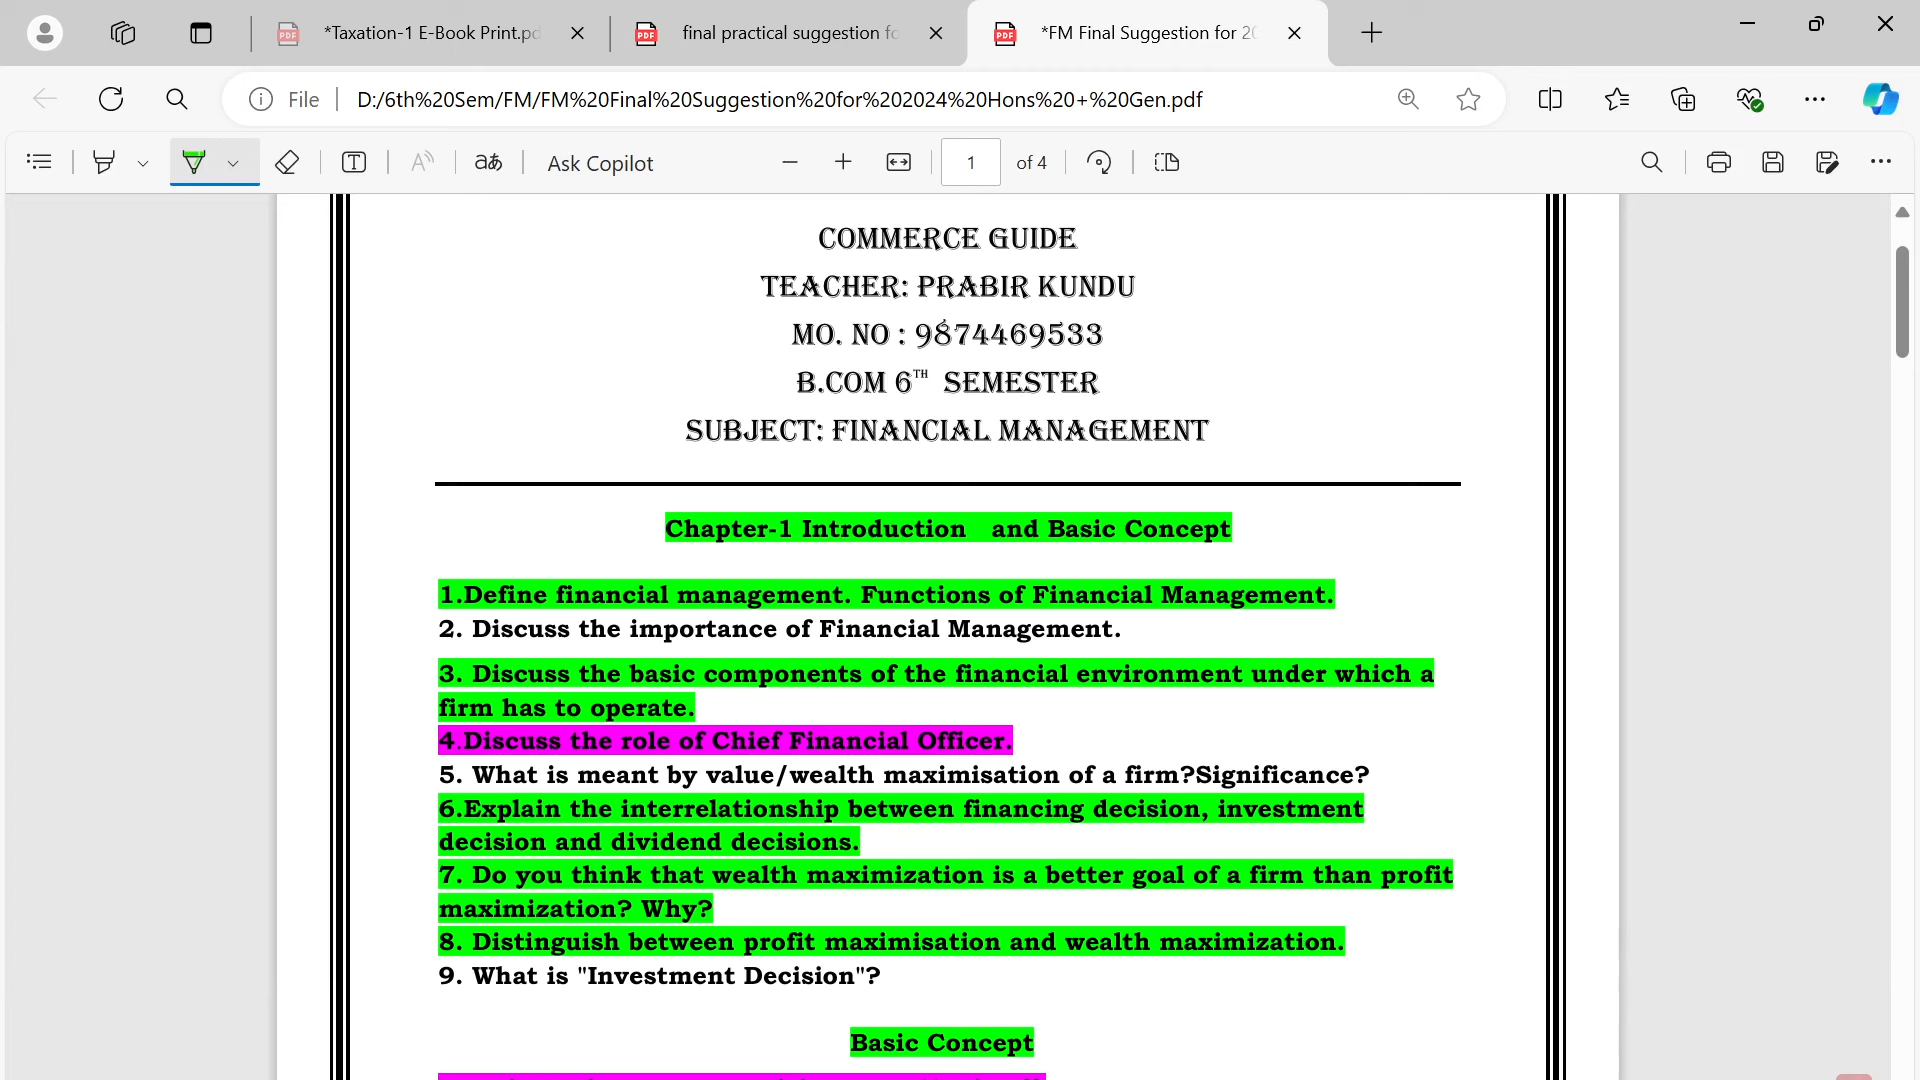 *Taxation-1 E-Book Print.pd
final practical suggestion fo
*FM Final Suggestion for 20
File
D:/6th%20Sem/FM/FM%20Final%20Suggestion%20for%202024%20Hons%20+%20Gen.pdf
Ask Copilot
1 of 4
COMMERCE GUIDE
TEACHER: PRABIR KUNDU
MO. NO : 9874469533
B.COM 6TH SEMESTER
SUBJECT: FINANCIAL MANAGEMENT
Chapter-1 Introduction and Basic Concept
1.Define financial management. Functions of Financial Management.
2. Discuss the importance of Financial Management.
3. Discuss the basic components of the financial environment under which a
firm has to operate.
4.Discuss the role of Chief Financial Officer.
5. What is meant by value/wealth maximisation of a firm?Significance?
6.Explain the interrelationship between financing decision, investment
decision and dividend decisions.
7. Do you think that wealth maximization is a better goal of a firm than profit
maximization? Why?
8. Distinguish between profit maximisation and wealth maximization.
9. What is "Investment Decision"?
Basic Concept